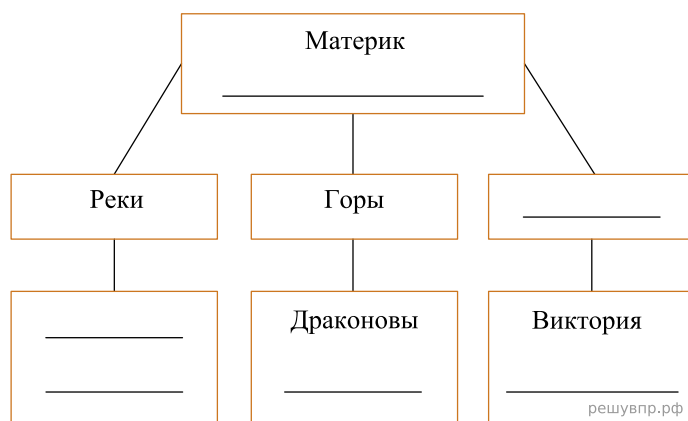 Материк
Реки
Горы
Драконовы
Виктория
решувпр.рф